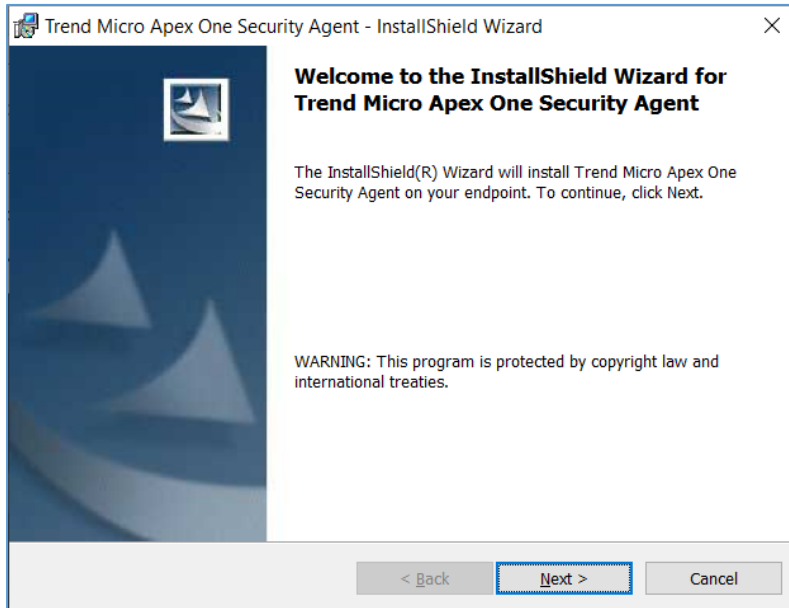 Trend Micro Apex One Security Agent - InstallShield Wizard
Welcome to the InstallShield Wizard for
Trend Micro Apex One Security Agent
The InstallShield(R) Wizard will install Trend Micro Apex One
Security Agent on your endpoint. To continue, click Next.
WARNING: This program is protected by copyright law and
international treaties.
< Back Next > Cancel